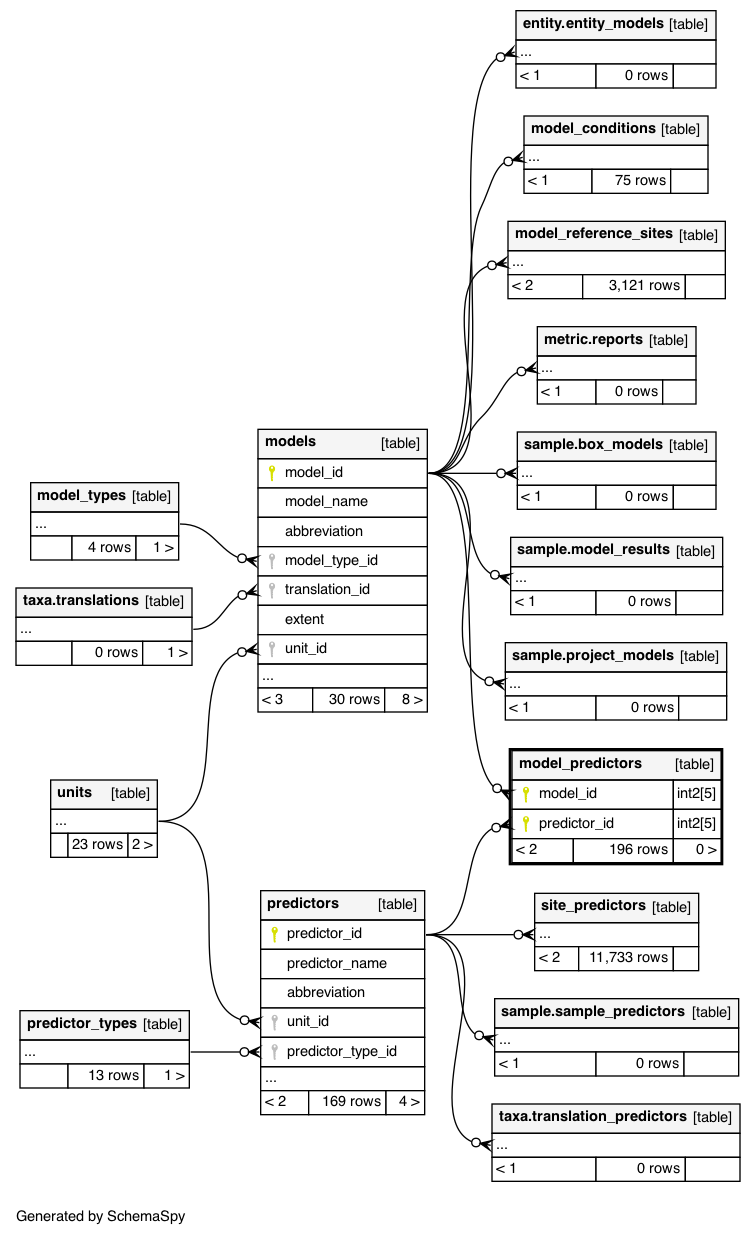 entity.entity_models [table]
...
< 1 0 rows
model_conditions [table]
...
< 1 75 rows
model_reference_sites [table]
...
< 2 3,121 rows
metric.reports [table]
...
< 1 0 rows
sample.box_models [table]
...
< 1 0 rows
sample.model_results [table]
...
< 1 0 rows
sample.project_models [table]
...
< 1 0 rows
models [table]
model_id
model_name
abbreviation
model_type_id
translation_id
extent
unit_id
...
< 3 30 rows 8 >
model_types [table]
...
4 rows 1 >
taxa.translations [table]
...
0 rows 1 >
units [table]
...
23 rows 2 >
model_predictors [table]
model_id int2[5]
predictor_id int2[5]
< 2 196 rows 0 >
predictors [table]
predictor_id
predictor_name
abbreviation
unit_id
predictor_type_id
...
< 2 169 rows 4 >
predictor_types [table]
...
13 rows 1 >
site_predictors [table]
...
< 2 11,733 rows
sample.sample_predictors [table]
...
< 1 0 rows
taxa.translation_predictors [table]
...
< 1 0 rows
Generated by SchemaSpy